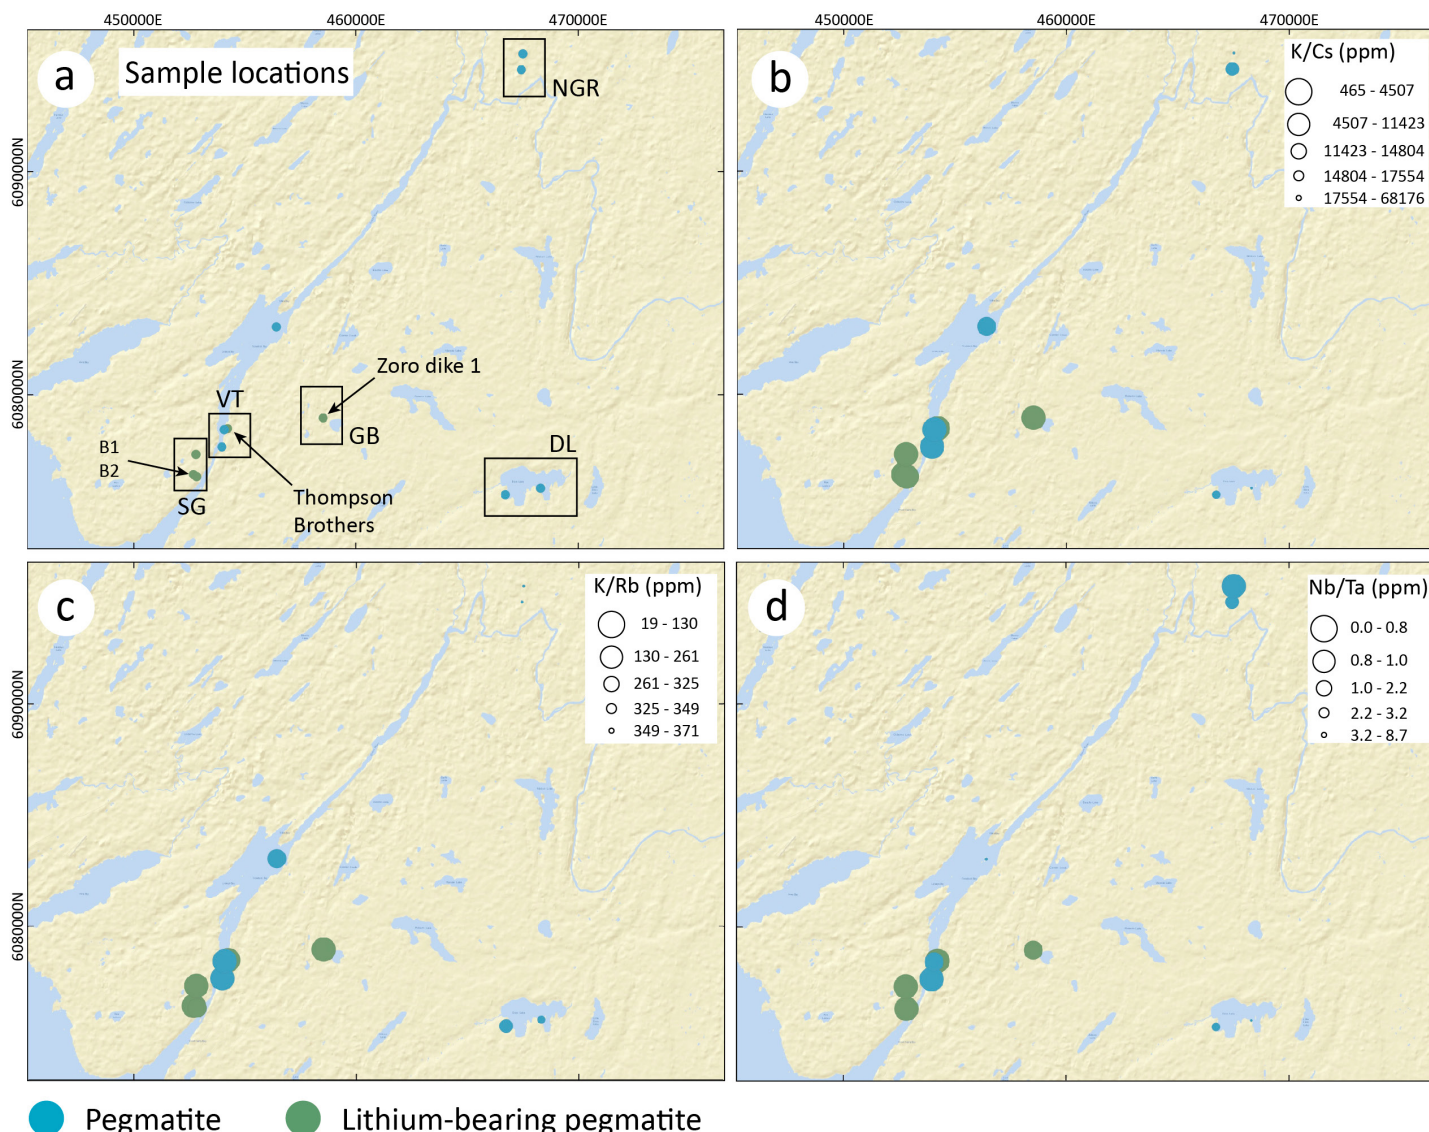 450000E 460000E 470000E
450000E 460000E 470000E
a Sample locations
NGR
6090000N
6080000N
Zoro dike 1
VT
GB
B1
B2
SG
Thompson
Brothers
DL
b
K/Cs (ppm)
465 - 4507
4507 - 11423
11423 - 14804
14804 - 17554
17554 - 68176
c
K/Rb (ppm)
19 - 130
130 - 261
261 - 325
325 - 349
349 - 371
6090000N
6080000N
d
Nb/Ta (ppm)
0.0 - 0.8
0.8 - 1.0
1.0 - 2.2
2.2 - 3.2
3.2 - 8.7
Pegmatite Lithium-bearing pegmatite